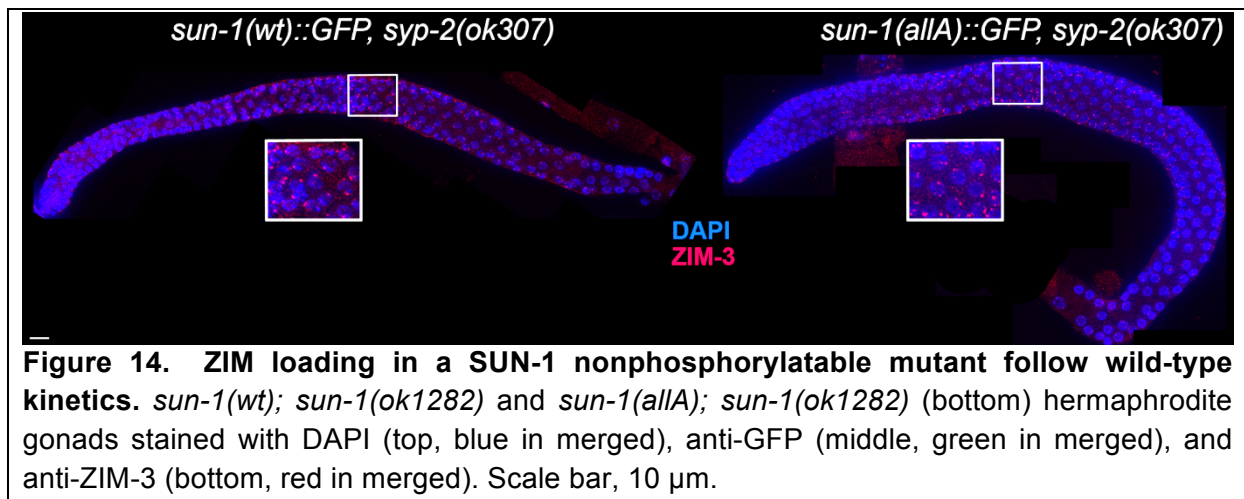 sun-1(wt)::GFP, syp-2(ok307)
sun-1(allA)::GFP, syp-2(ok307)
DAPI
ZIM-3
Figure 14. ZIM loading in a SUN-1 nonphosphorylatable mutant follow wild-type
kinetics. sun-1(wt); sun-1(ok1282) and sun-1(allA); sun-1(ok1282) (bottom) hermaphrodite
gonads stained with DAPI (top, blue in merged), anti-GFP (middle, green in merged), and
anti-ZIM-3 (bottom, red in merged). Scale bar, 10 µm.